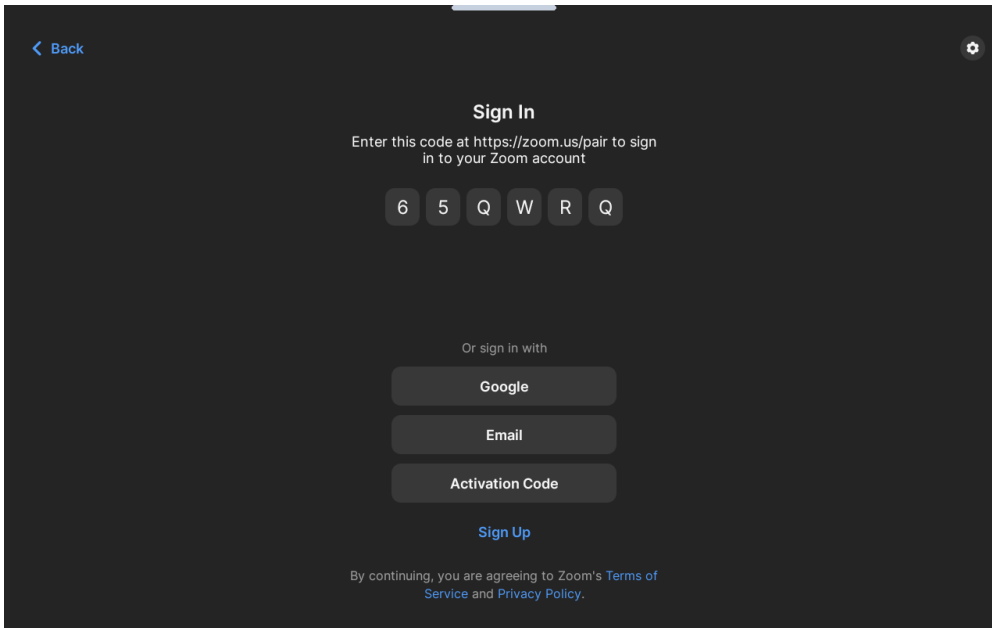 Back
Sign In
Enter this code at https://zoom.us/pair to sign
in to your Zoom account
6 5 Q W R Q
Or sign in with
Google
Email
Activation Code
Sign Up
By continuing, you are agreeing to Zoom's Terms of
Service and Privacy Policy.